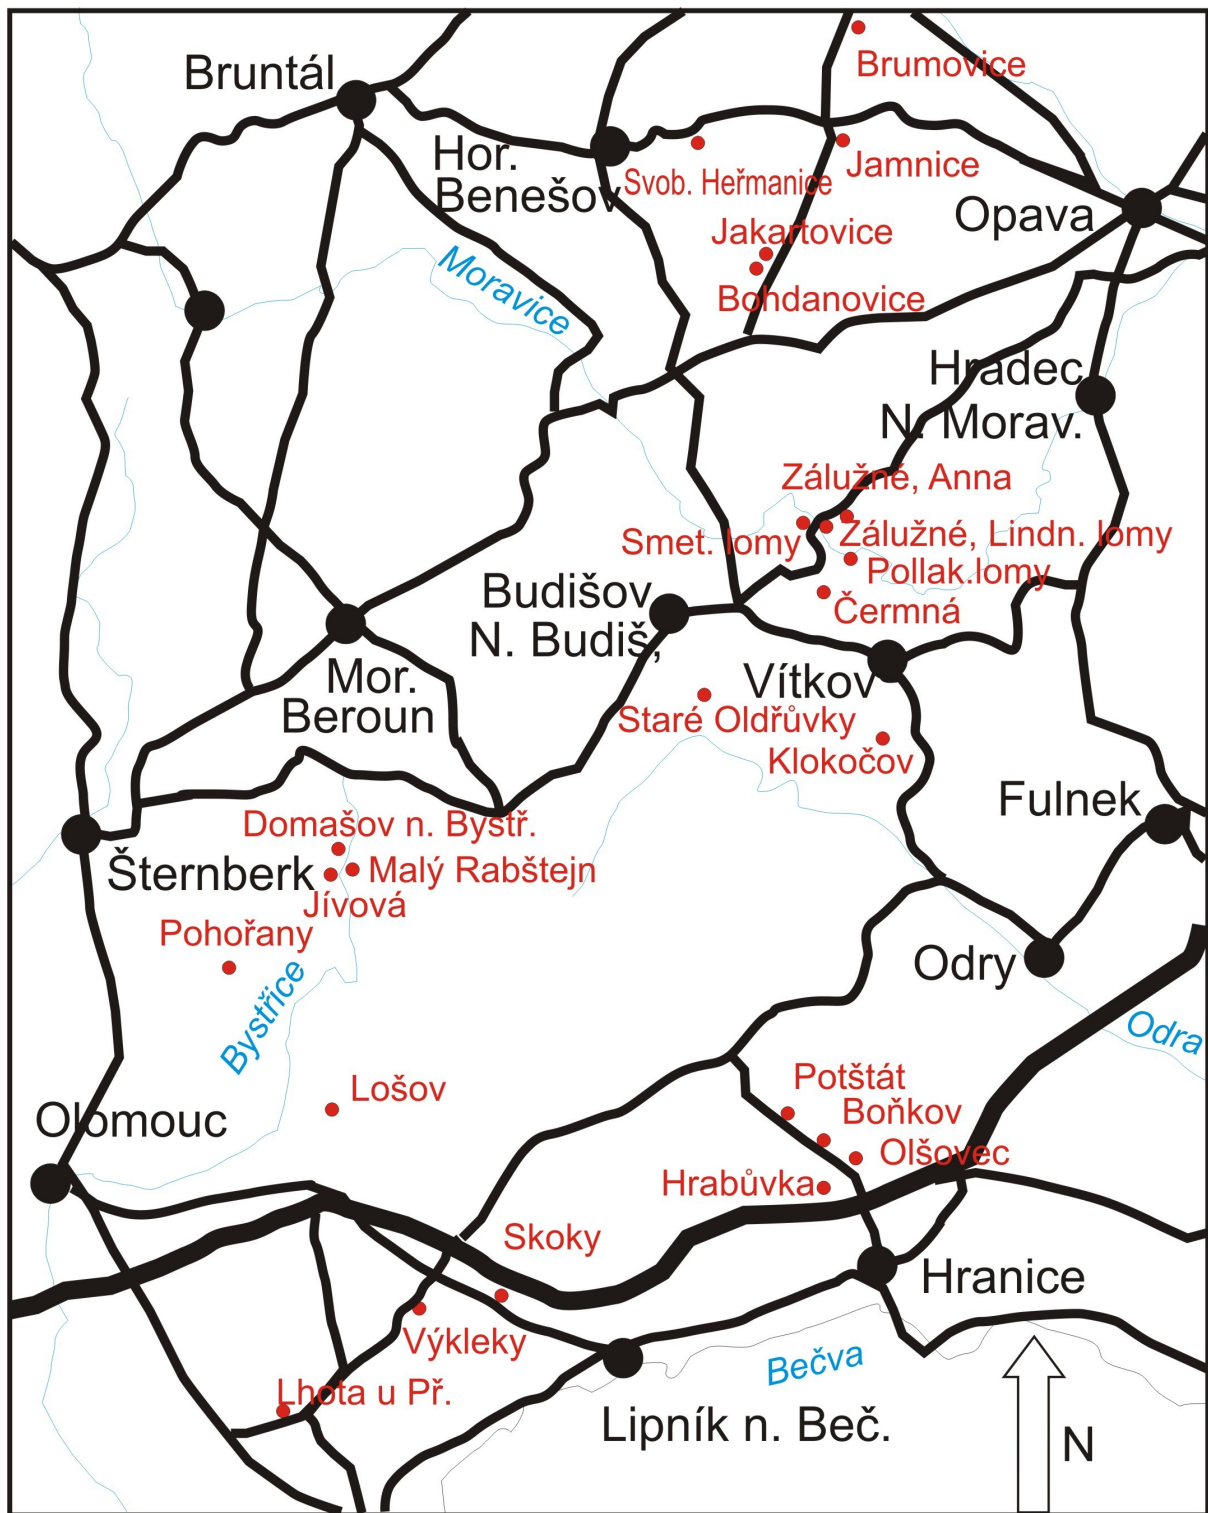 Brumovice
Bruntál
Hor.
Benešov
Jamnice
Svob. Heřmanice
Opava
Jakartovice
Moravice
Bohdanovice
Hradec
N. Morav.
Zálužné, Anna
Smet. lomy
Zálužné, Lindn. lomy
Pollak.lomy
Budišov
N. Budiš,
Čermná
Mor.
Beroun
Vítkov
Staré Oldřůvky
Klokočov
Fulnek
Domašov n. Bystř.
Šternberk
Malý Rabštejn
Jívová
Pohořany
Odry
Bystřice
Odra
Potštát
Lošov
Boňkov
Olomouc
Olšovec
Hrabůvka
Skoky
Hranice
Výkleky
Bečva
Lhota u Př.
Lipník n. Beč.
N